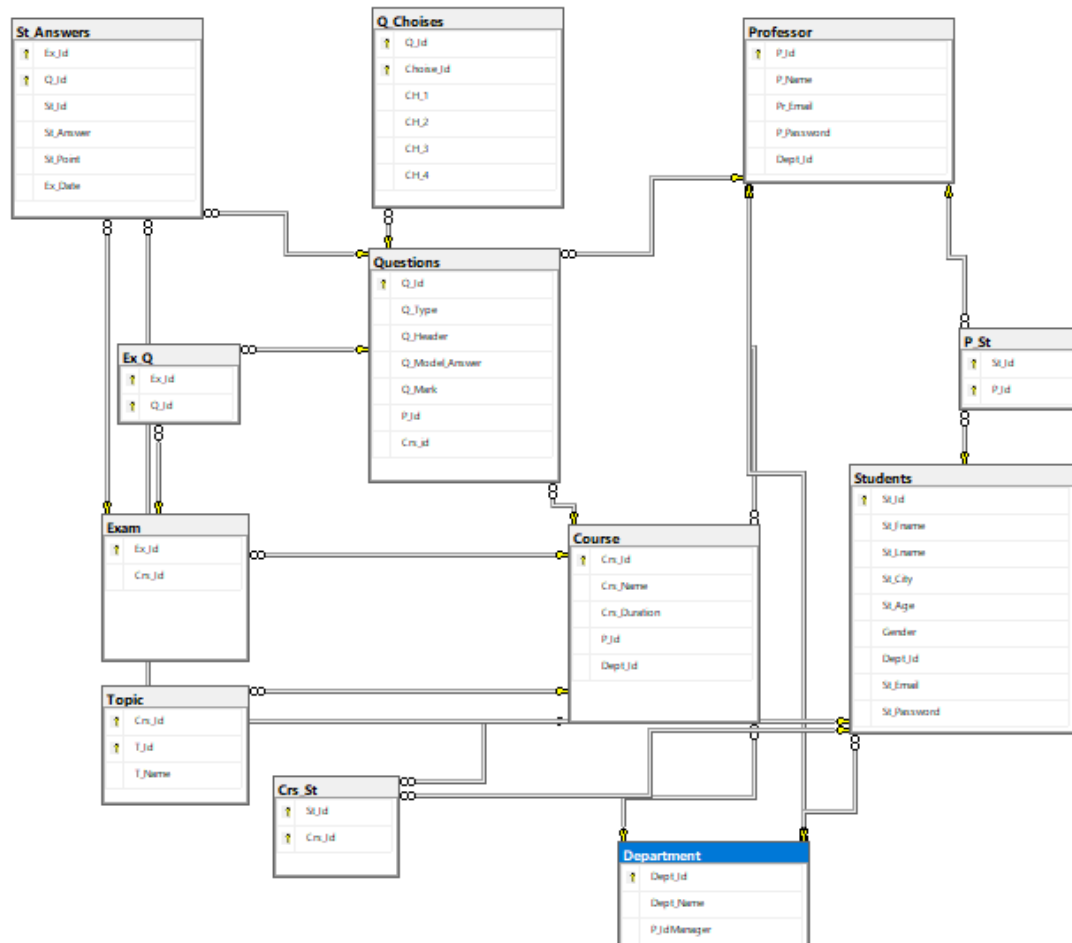 St_Answers
Ex_Id
Q_Id
St_Id
St_Answer
St_Point
Ex_Date
Q_Choises
Q_Id
Choise_Id
CH_1
CH_2
CH_3
CH_4
Professor
P_Id
P_Name
Pr_Email
P_Password
Dept_Id
Questions
Q_Id
Q_Type
Q_Header
Q_Model_Answer
Q_Mark
P_Id
Crs_id
Ex_Q
Ex_Id
Q_Id
P_St
St_Id
P_Id
Students
St_Id
St_Fname
St_Lname
St_City
St_Age
Gender
Dept_Id
St_Email
St_Password
Exam
Ex_Id
Crs_Id
Course
Crs_Id
Crs_Name
Crs_Duration
P_Id
Dept_Id
Topic
Crs_Id
T_Id
T_Name
Crs_St
St_Id
Crs_Id
Department
Dept_Id
Dept_Name
P_IdManager